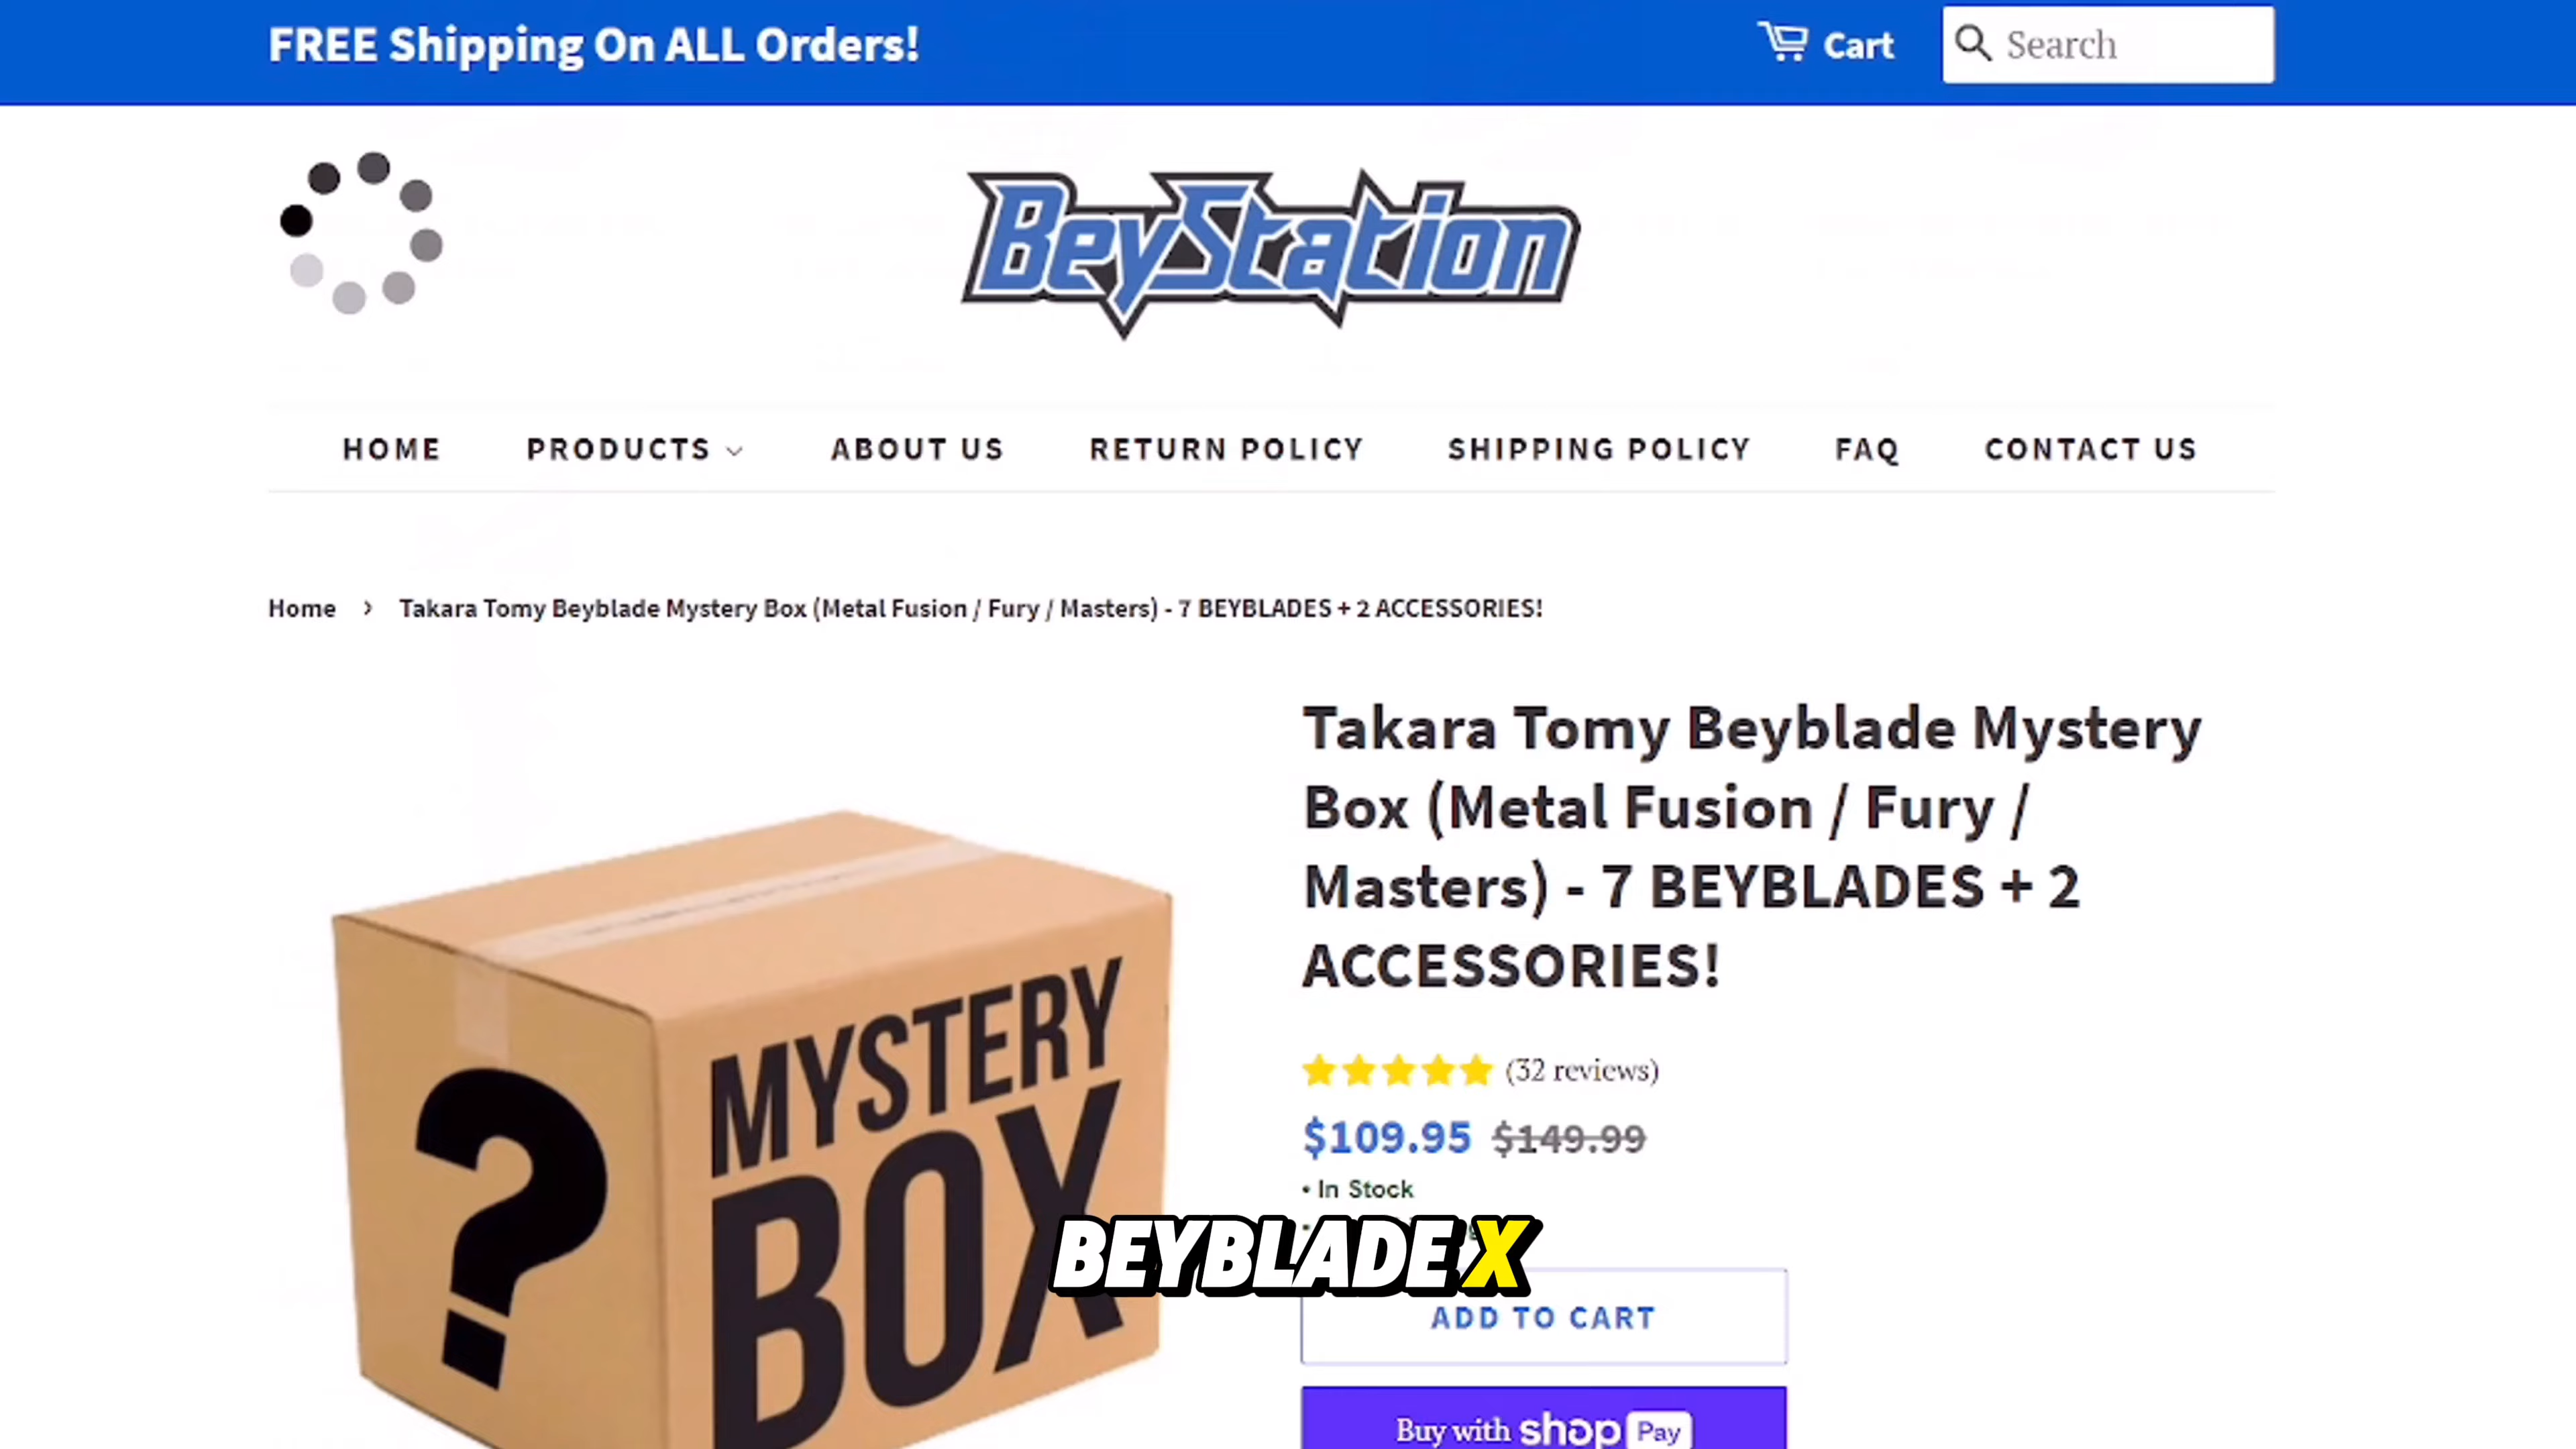 FREE Shipping On ALL Orders!
Cart
Search
BeyStation
HOME
PRODUCTS
ABOUT US
RETURN POLICY
SHIPPING POLICY
FAQ
CONTACT US
Home › Takara Tomy Beyblade Mystery Box (Metal Fusion / Fury / Masters) - 7 BEYBLADES + 2 ACCESSORIES!
Takara Tomy Beyblade Mystery
Box (Metal Fusion / Fury /
Masters) - 7 BEYBLADES + 2
ACCESSORIES!
(32 reviews)
$109.95 $149.99
• In Stock
?
MYSTERY
BOX
BEYBLADE X
ADD TO CART
Buy with shop Pay